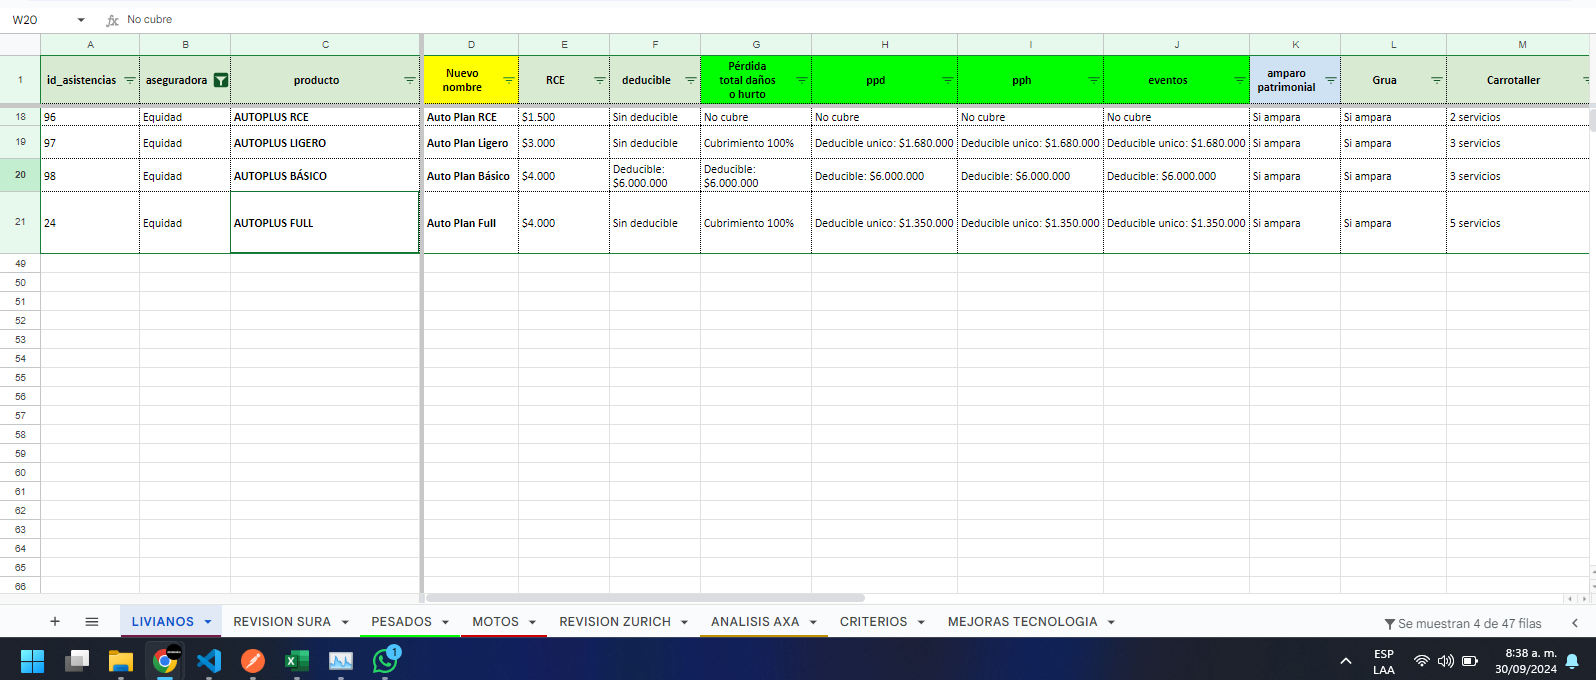 W20 fx No cubre
A B C D E F G H I J K L M
1 id_asistencias aseguradora producto Nuevo nombre RCE deducible Pérdida total daños o hurto ppd pph eventos amparo patrimonial Grua Carrotaller
18 96 Equidad AUTOPLUS RCE Auto Plan RCE $1.500 Sin deducible No cubre No cubre No cubre No cubre Si ampara Si ampara 2 servicios
19 97 Equidad AUTOPLUS LIGERO Auto Plan Ligero $3.000 Sin deducible Cubrimiento 100% Deducible unico: $1.680.000 Deducible unico: $1.680.000 Deducible unico: $1.680.000 Si ampara Si ampara 3 servicios
20 98 Equidad AUTOPLUS BÁSICO Auto Plan Básico $4.000 Deducible: $6.000.000 Deducible: $6.000.000 Deducible: $6.000.000 Deducible: $6.000.000 Deducible: $6.000.000 Si ampara Si ampara 3 servicios
21 24 Equidad AUTOPLUS FULL Auto Plan Full $4.000 Sin deducible Cubrimiento 100% Deducible unico: $1.350.000 Deducible unico: $1.350.000 Deducible unico: $1.350.000 Si ampara Si ampara 5 servicios
49
50
51
52
53
54
55
56
57
58
59
60
61
62
63
64
65
66
LIVIANOS REVISION SURA PESADOS MOTOS REVISION ZURICH ANALISIS AXA CRITERIOS MEJORAS TECNOLOGIA Se muestran 4 de 47 filas
1 ESP 8:38 a. m.
LAA 30/09/2024